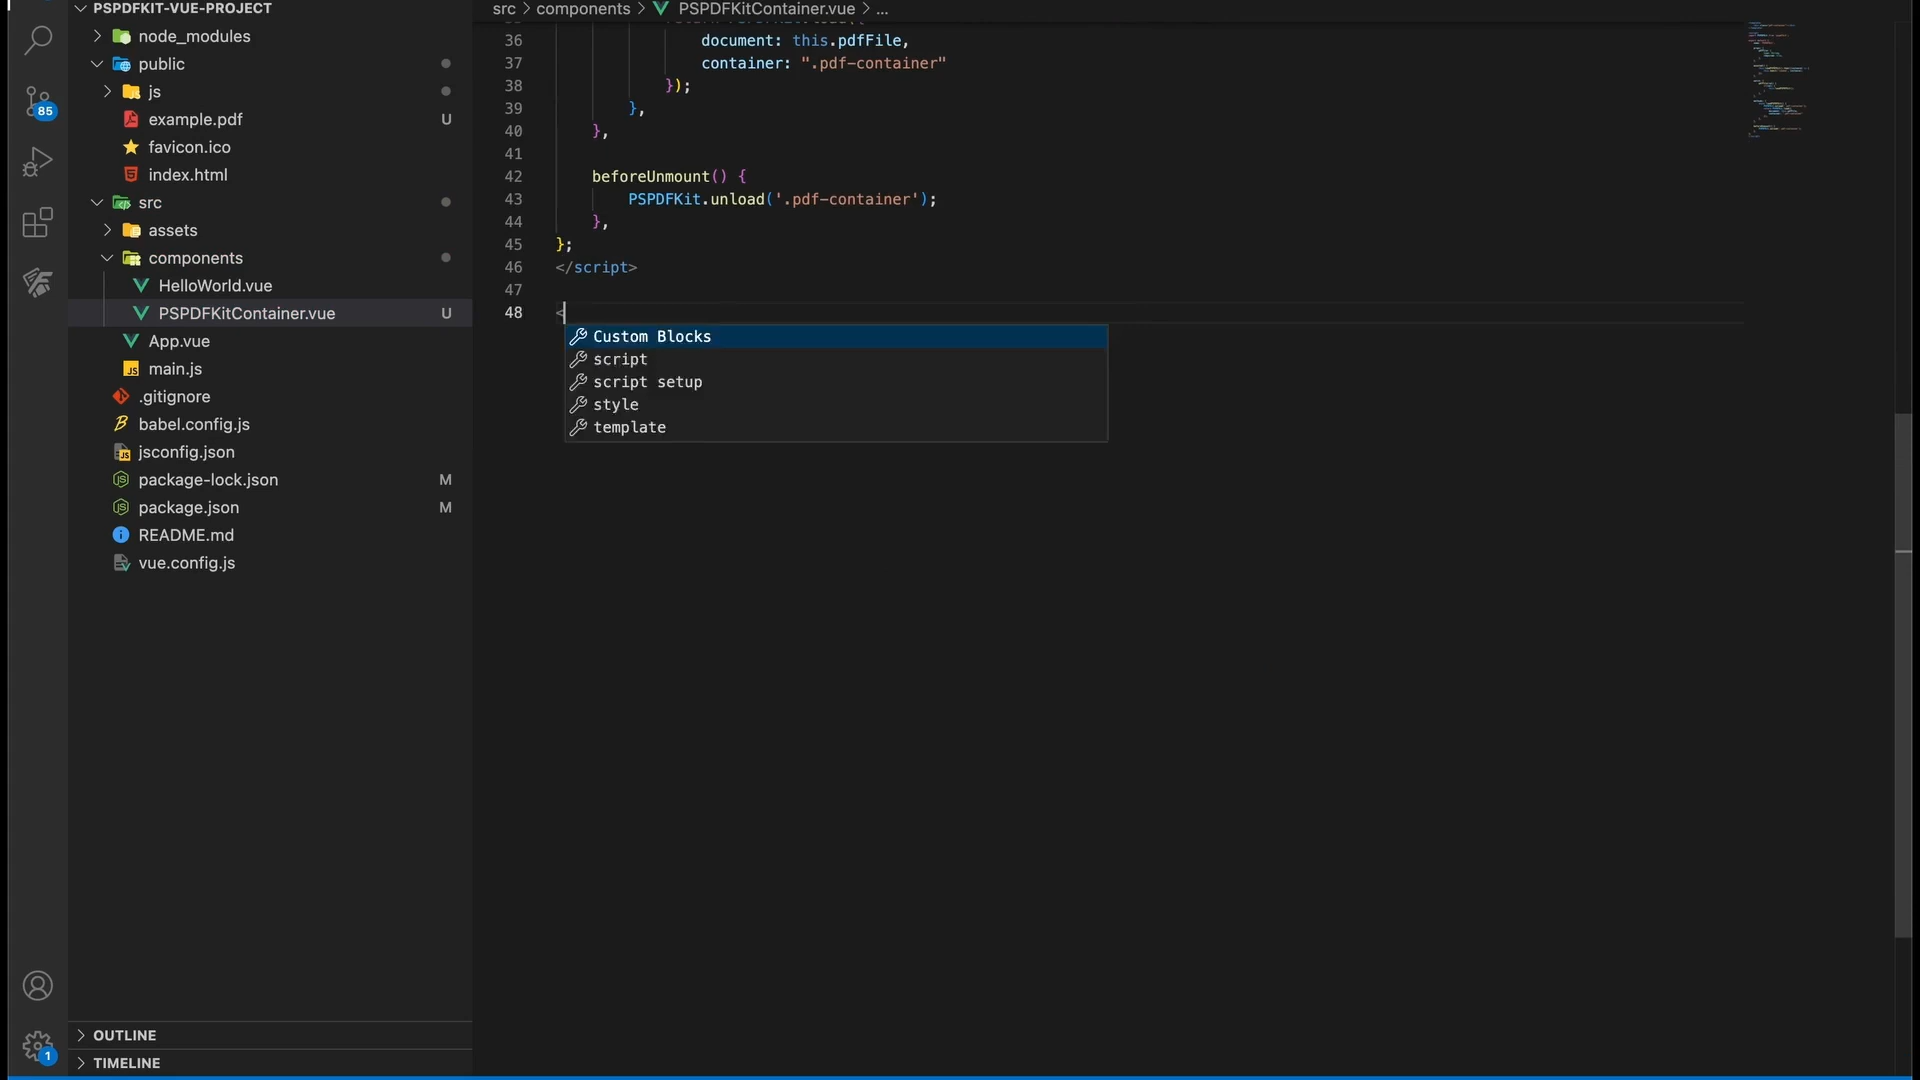 PSPDFKIT-VUE-PROJECT
node_modules
public
js
example.pdf U
favicon.ico
index.html
src
assets
components
HelloWorld.vue
PSPDFKitContainer.vue U
App.vue
main.js
.gitignore
babel.config.js
jsconfig.json
package-lock.json M
package.json M
README.md
vue.config.js
OUTLINE
TIMELINE
85
1
src > components > PSPDFKitContainer.vue > ...
36 document: this.pdfFile,
37 container: ".pdf-container"
38 });
39 },
40 },
41
42 beforeUnmount() {
43 PSPDFKit.unload('.pdf-container');
44 },
45 };
46 </script>
47
48 <
Custom Blocks
script
script setup
style
template